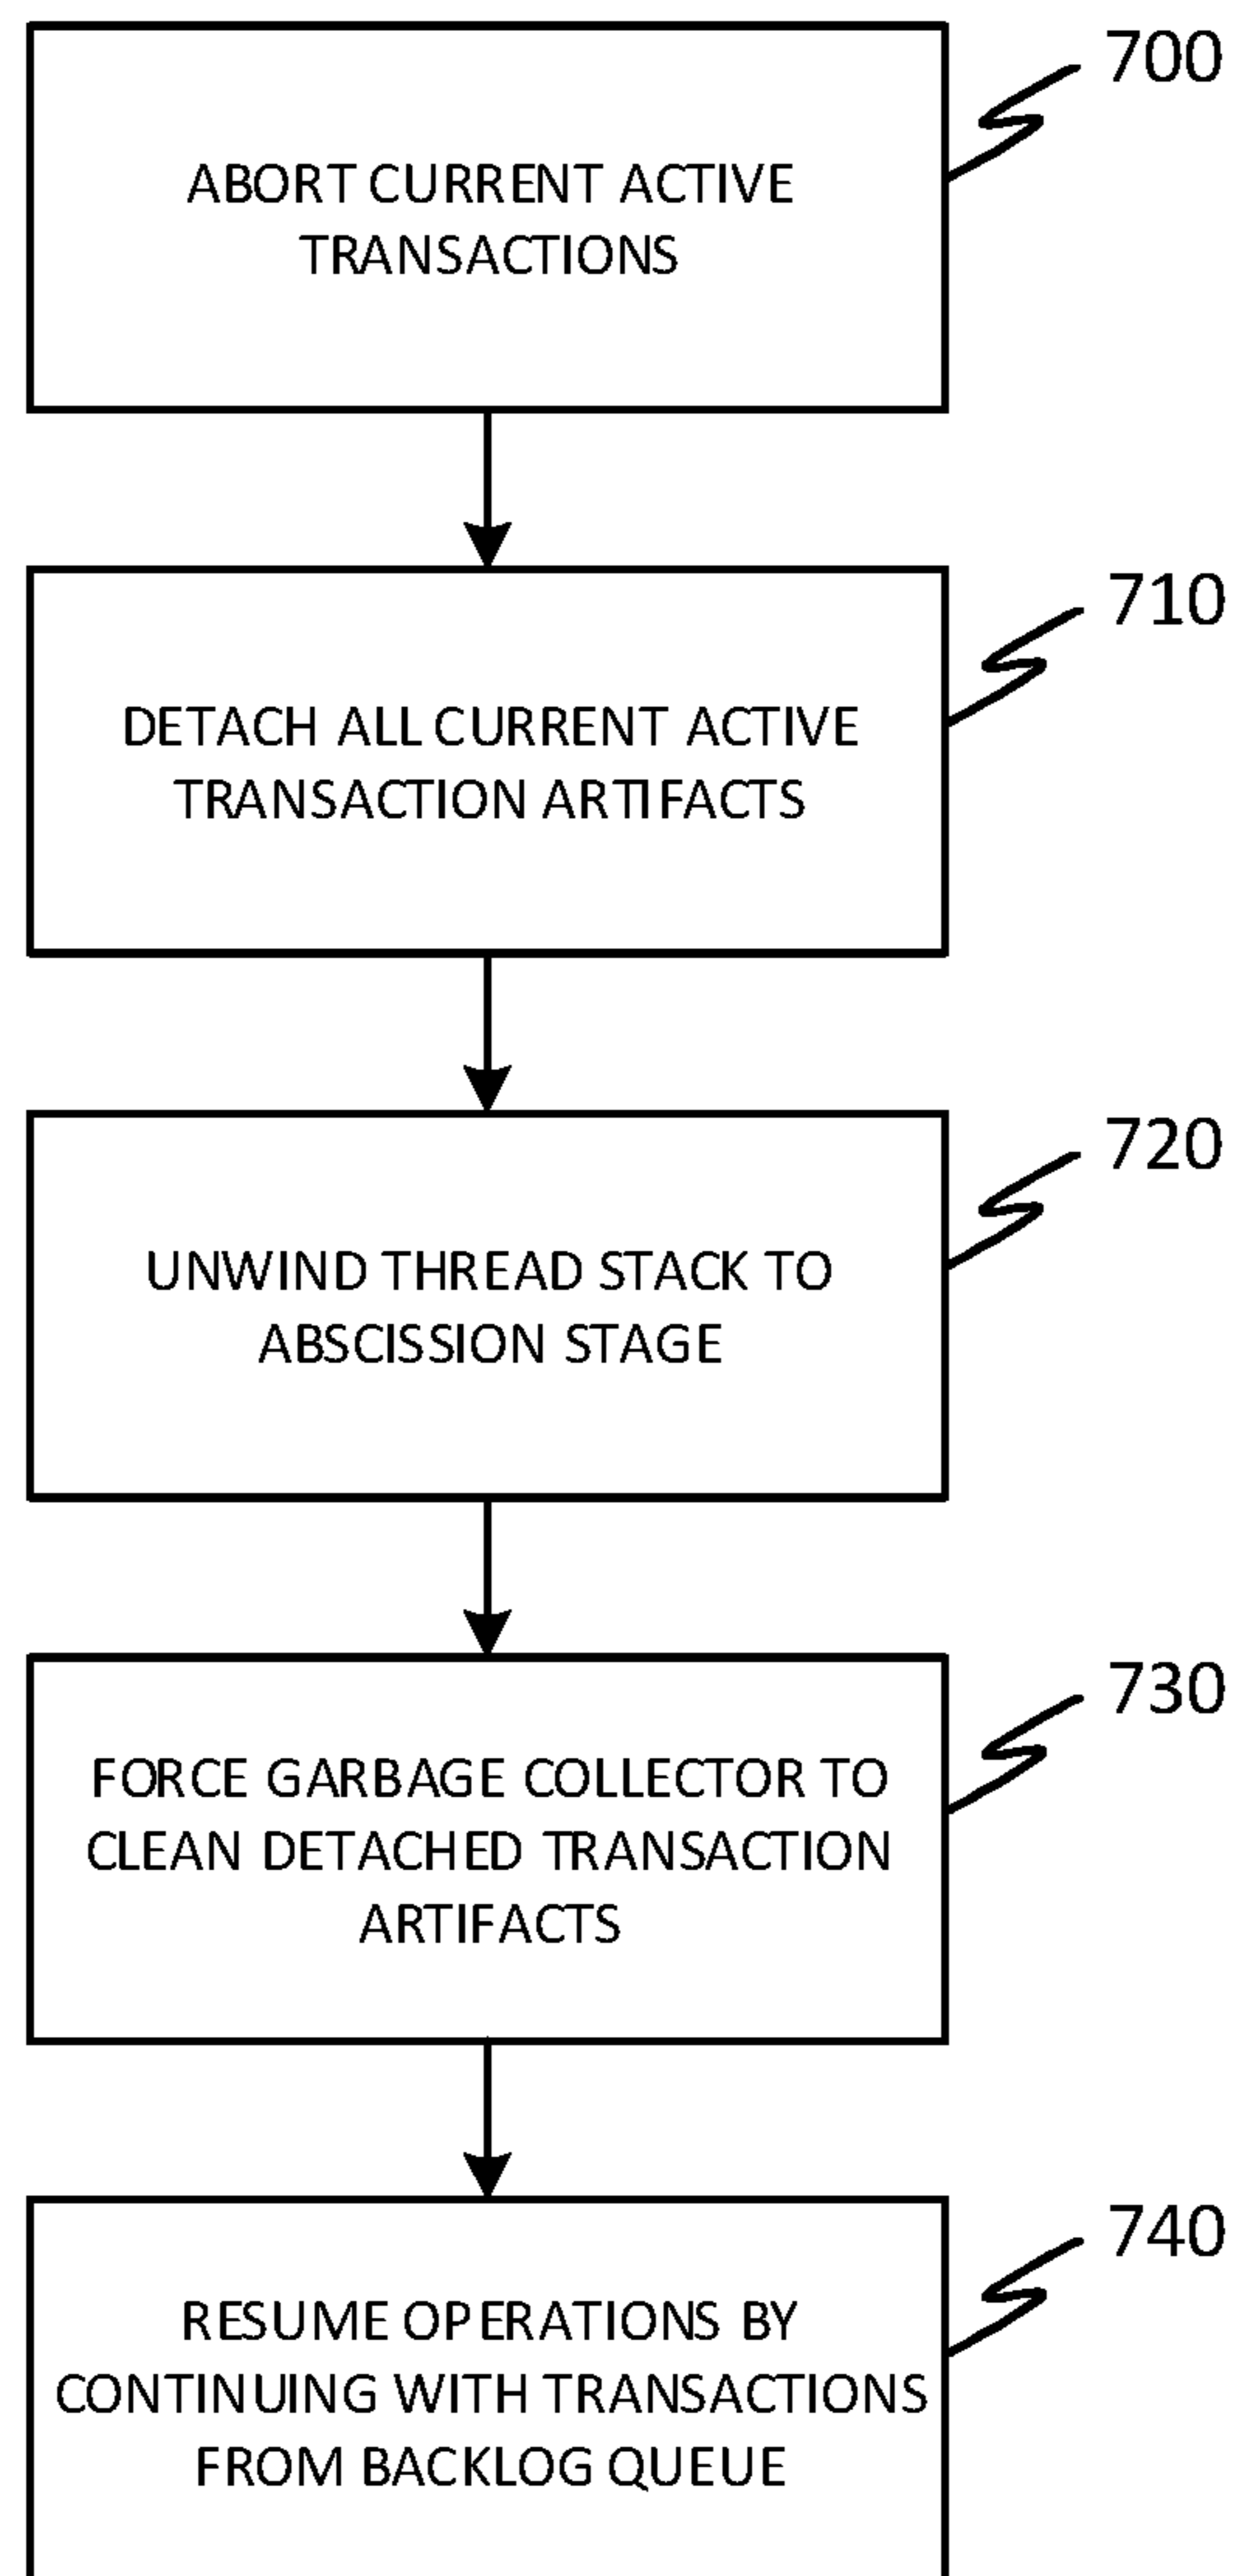 700
ABORT CURRENT ACTIVE
TRANSACTIONS
710
DETACH ALL CURRENT ACTIVE
TRANSACTION ARTIFACTS
720
UNWIND THREAD STACK TO
ABSCISSION STAGE
730
FORCE GARBAGE COLLECTOR TO
CLEAN DETACHED TRANSACTION
ARTIFACTS
740
RESUME OPERATIONS BY
CONTINUING WITH TRANSACTIONS
FROM BACKLOG QUEUE